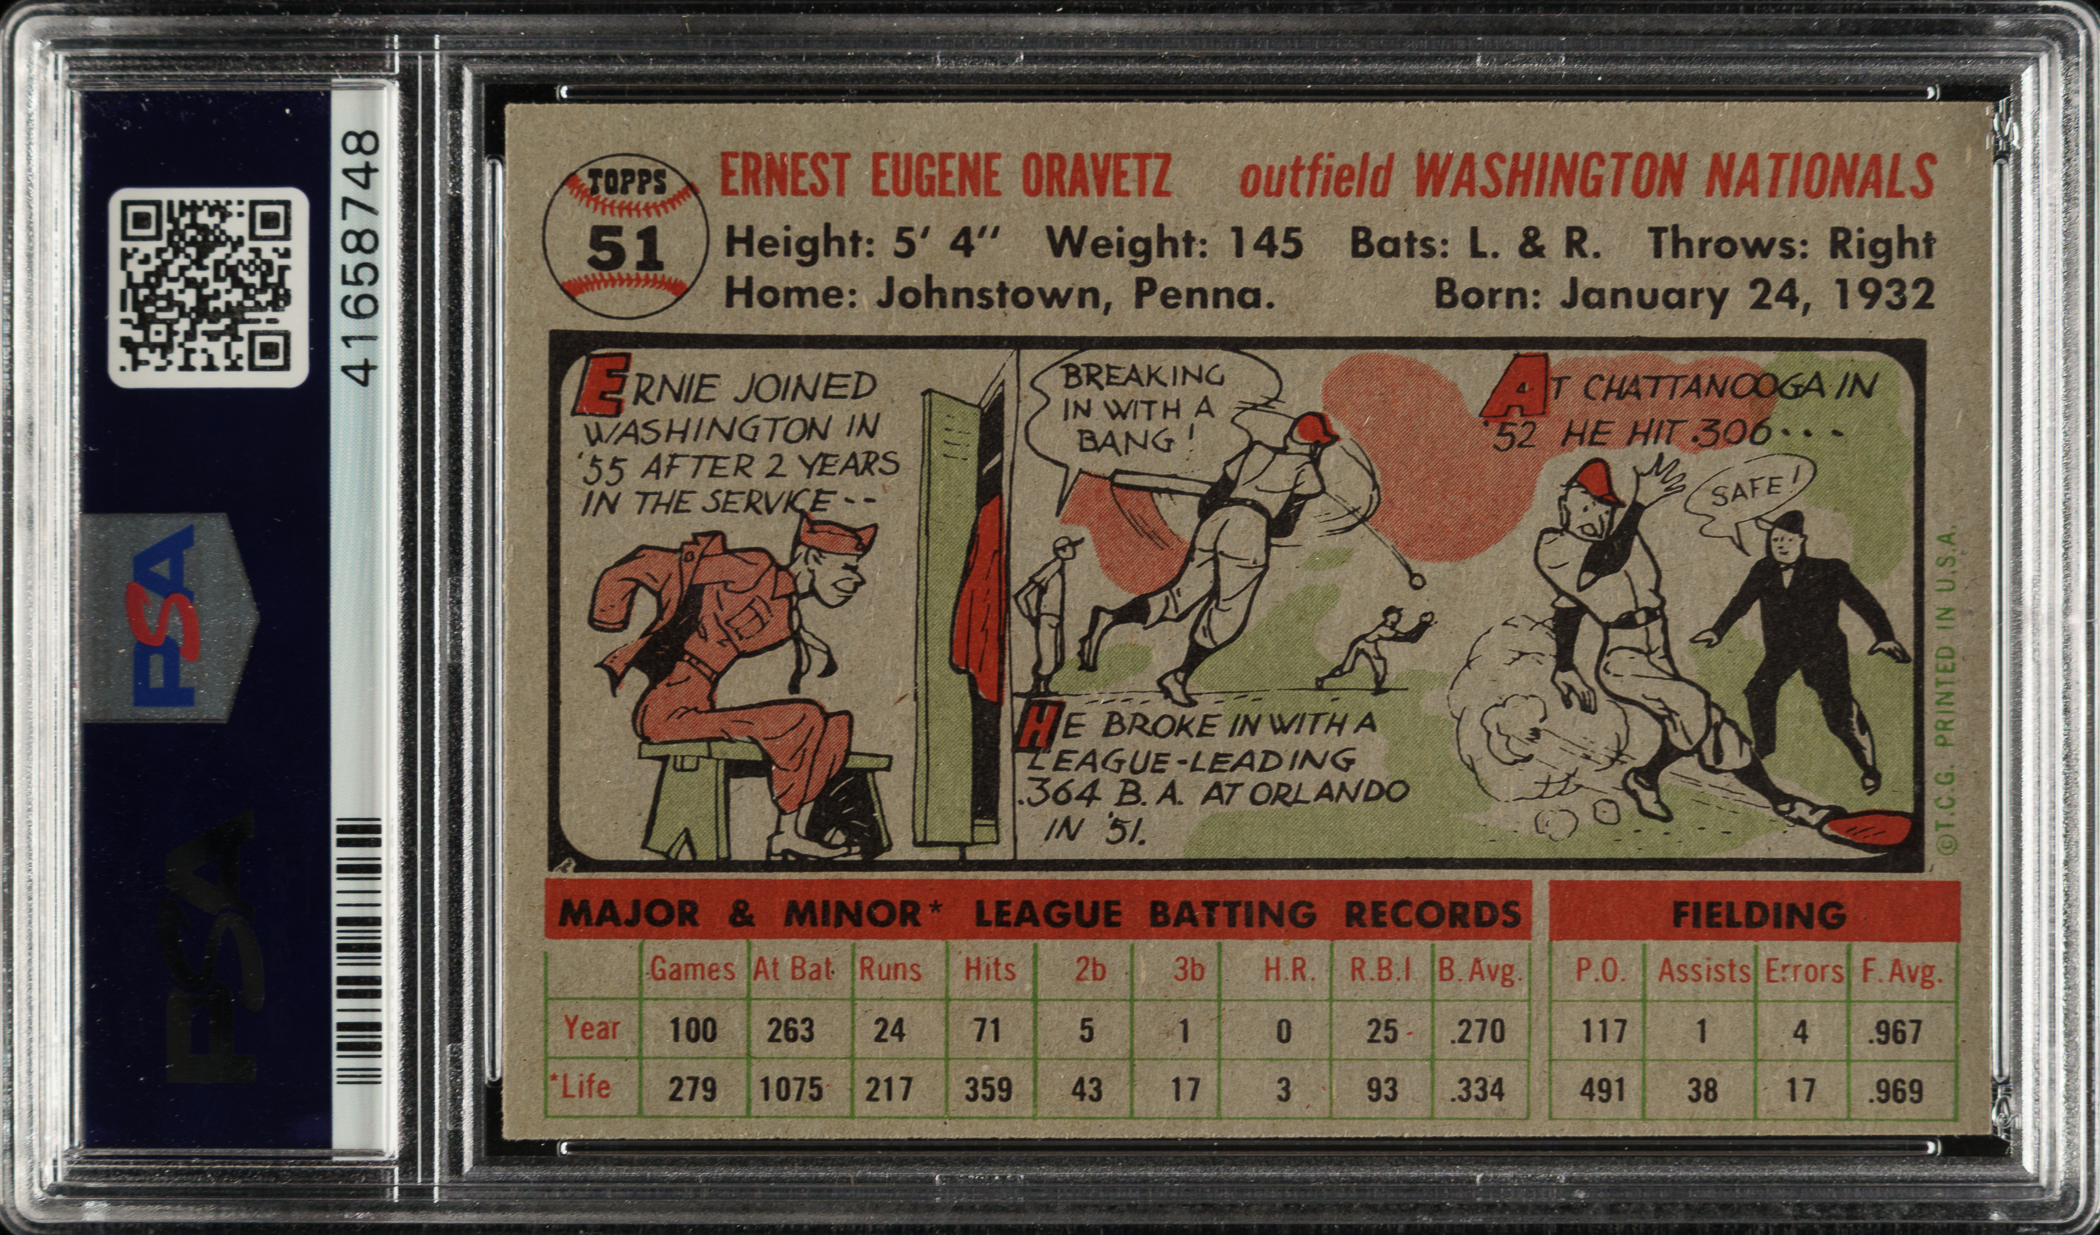 41658748
PSA
PSA
TOPPS
51
ERNEST EUGENE ORAVETZ outfield WASHINGTON NATIONALS
Height: 5' 4" Weight: 145 Bats: L. & R. Throws: Right
Home: Johnstown, Penna. Born: January 24, 1932
ERNIE JOINED
WASHINGTON IN
'55 AFTER 2 YEARS
IN THE SERVICE--
BREAKING
IN WITH A
BANG!
HE BROKE IN WITH A
LEAGUE-LEADING
.364 B.A. AT ORLANDO
IN '51.
AT CHATTANOOGA IN
'52 HE HIT .306...
SAFE!
©T.C.G. PRINTED IN U.S.A.
MAJOR & MINOR* LEAGUE BATTING RECORDS FIELDING
Games At Bat Runs Hits 2b 3b H.R. R.B.I B.Avg. P.O. Assists Errors F.Avg.
Year 100 263 24 71 5 1 0 25 .270 117 1 4 .967
*Life 279 1075 217 359 43 17 3 93 .334 491 38 17 .969